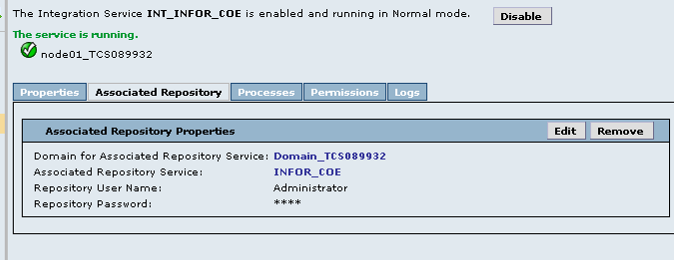 The Integration Service INT_INFOR_COE is enabled and running in Normal mode. Disable
The service is running.
node01_TCS089932
Properties Associated Repository Processes Permissions Logs
Associated Repository Properties Edit Remove
Domain for Associated Repository Service: Domain_TCS089932
Associated Repository Service: INFOR_COE
Repository User Name: Administrator
Repository Password: ****